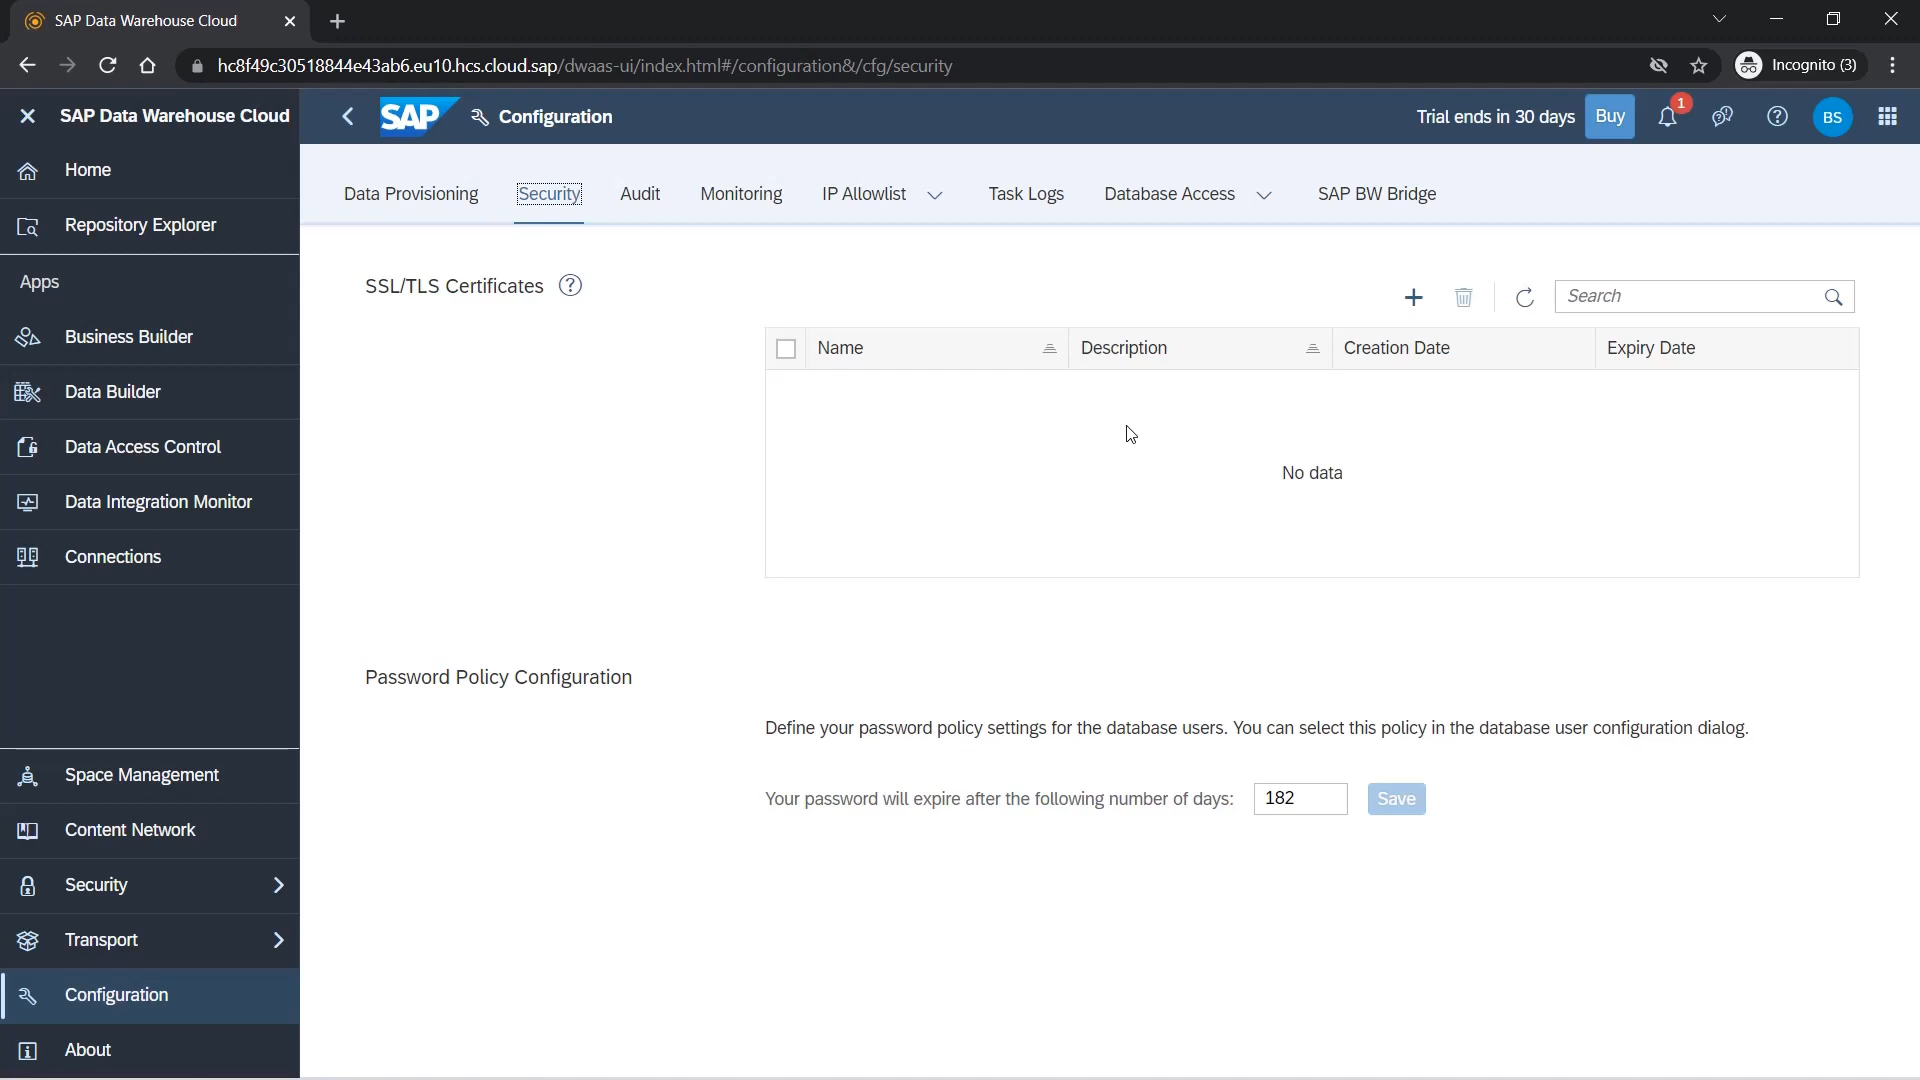 SAP Data Warehouse Cloud
hc8f49c30518844e43ab6.eu10.hcs.cloud.sap/dwaas-ui/index.html#/configuration&/cfg/security
Incognito (3)
SAP Data Warehouse Cloud
SAP
Configuration
Trial ends in 30 days
Buy
1
BS
Home
Repository Explorer
Apps
Business Builder
Data Builder
Data Access Control
Data Integration Monitor
Connections
Space Management
Content Network
Security
Transport
Configuration
About
Data Provisioning
Security
Audit
Monitoring
IP Allowlist
Task Logs
Database Access
SAP BW Bridge
SSL/TLS Certificates
Search
Name
Description
Creation Date
Expiry Date
No data
Password Policy Configuration
Define your password policy settings for the database users. You can select this policy in the database user configuration dialog.
Your password will expire after the following number of days: 182 Save